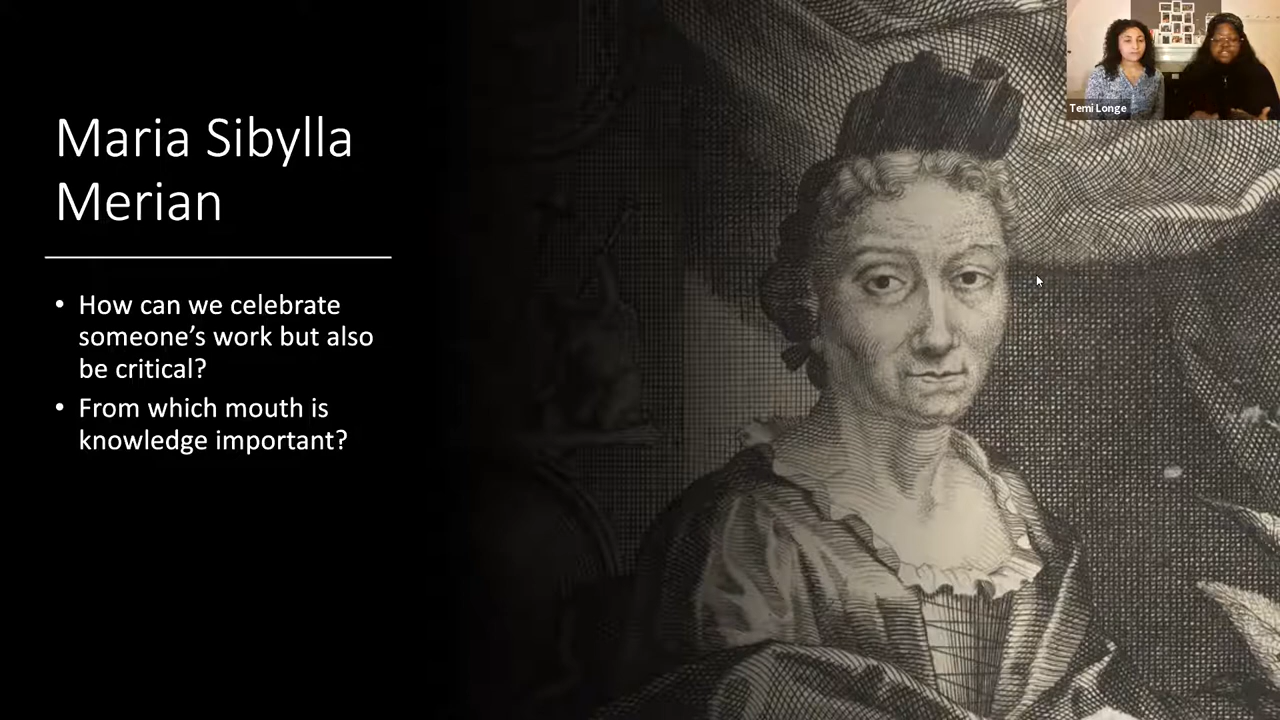 Maria Sibylla
Merian
• How can we celebrate
someone’s work but also
be critical?
• From which mouth is
knowledge important?
Temi Longe